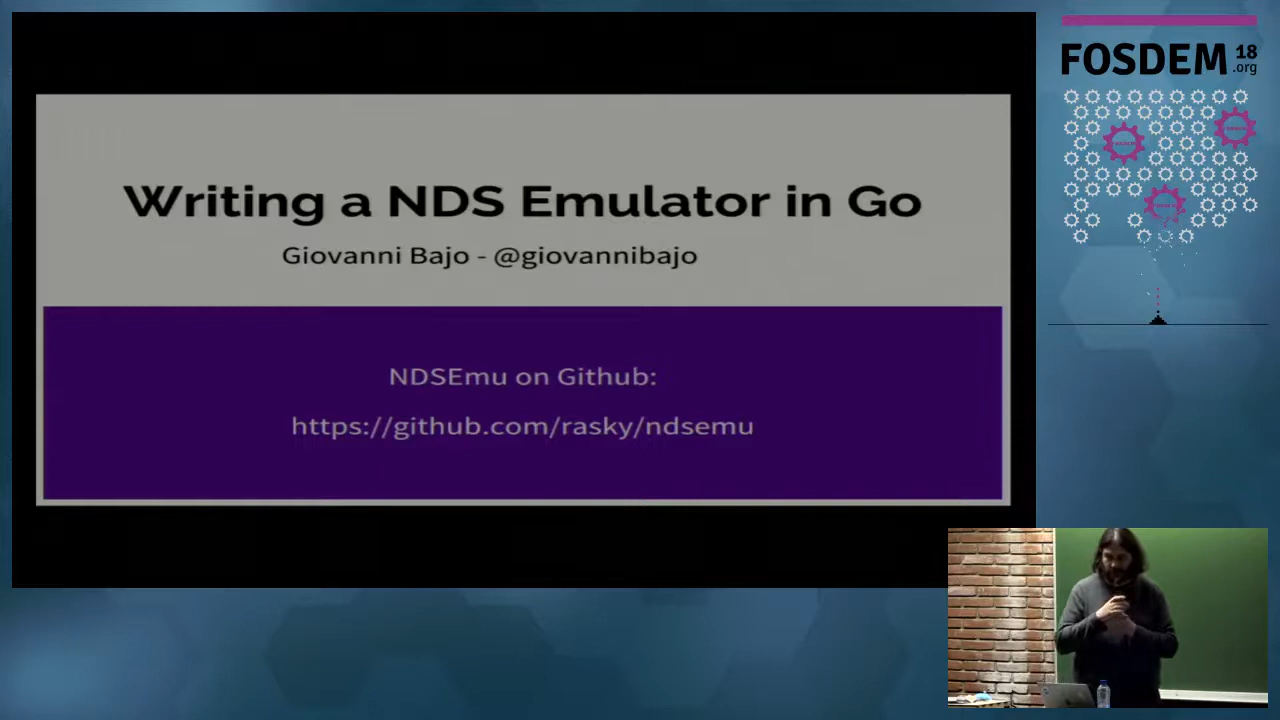 Writing a NDS Emulator in Go
Giovanni Bajo - @giovannibajo
NDSEmu on Github:
https://github.com/rasky/ndsemu
FOSDEM 18
.org